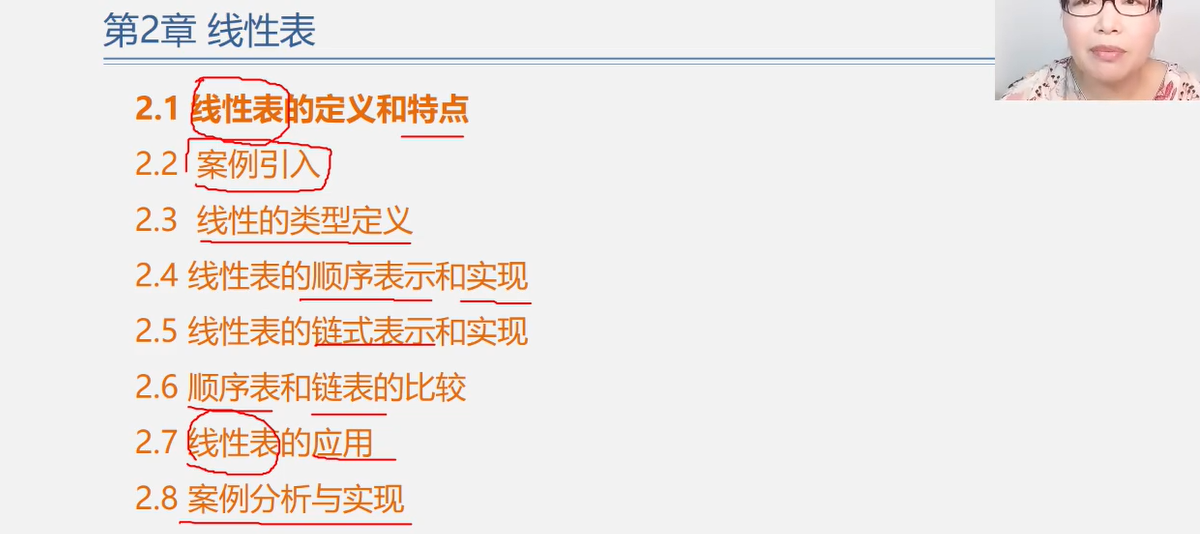 第2章 线性表
2.1 线性表的定义和特点
2.2 案例引入
2.3 线性的类型定义
2.4 线性表的顺序表示和实现
2.5 线性表的链式表示和实现
2.6 顺序表和链表的比较
2.7 线性表的应用
2.8 案例分析与实现